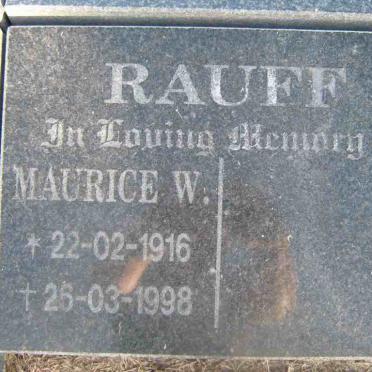 RAUFF
In Loving Memory
MAURICE W.
* 22-02-1916
† 26-03-1998